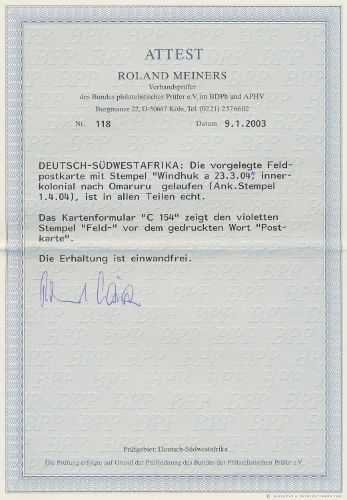 ATTEST
ROLAND MEINERS
Verbandsprüfer
des Bundes philatelistischer Prüfer e.V. im BDPh und APHV
Burgmauer 22, D-50667 Köln, Tel. (0221) 2576602
Nr. 118 Datum 9.1.2003
DEUTSCH-SÜDWESTAFRIKA: Die vorgelegte Feld-
postkarte mit Stempel "Windhuk a 23.3.04" inner-
kolonial nach Omaruru gelaufen (Ank.Stempel
1.4.04), ist in allen Teilen echt.
Das Kartenformular "C 154" zeigt den violetten
Stempel "Feld-" vor dem gedruckten Wort "Post-
karte".
Die Erhaltung ist einwandfrei.
Prüfgebiet: Deutsch-Südwestafrika
Die Prüfung erfolgte auf Grund der Prüfordnung des Bundes der Philatelistischen Prüfer e.V.